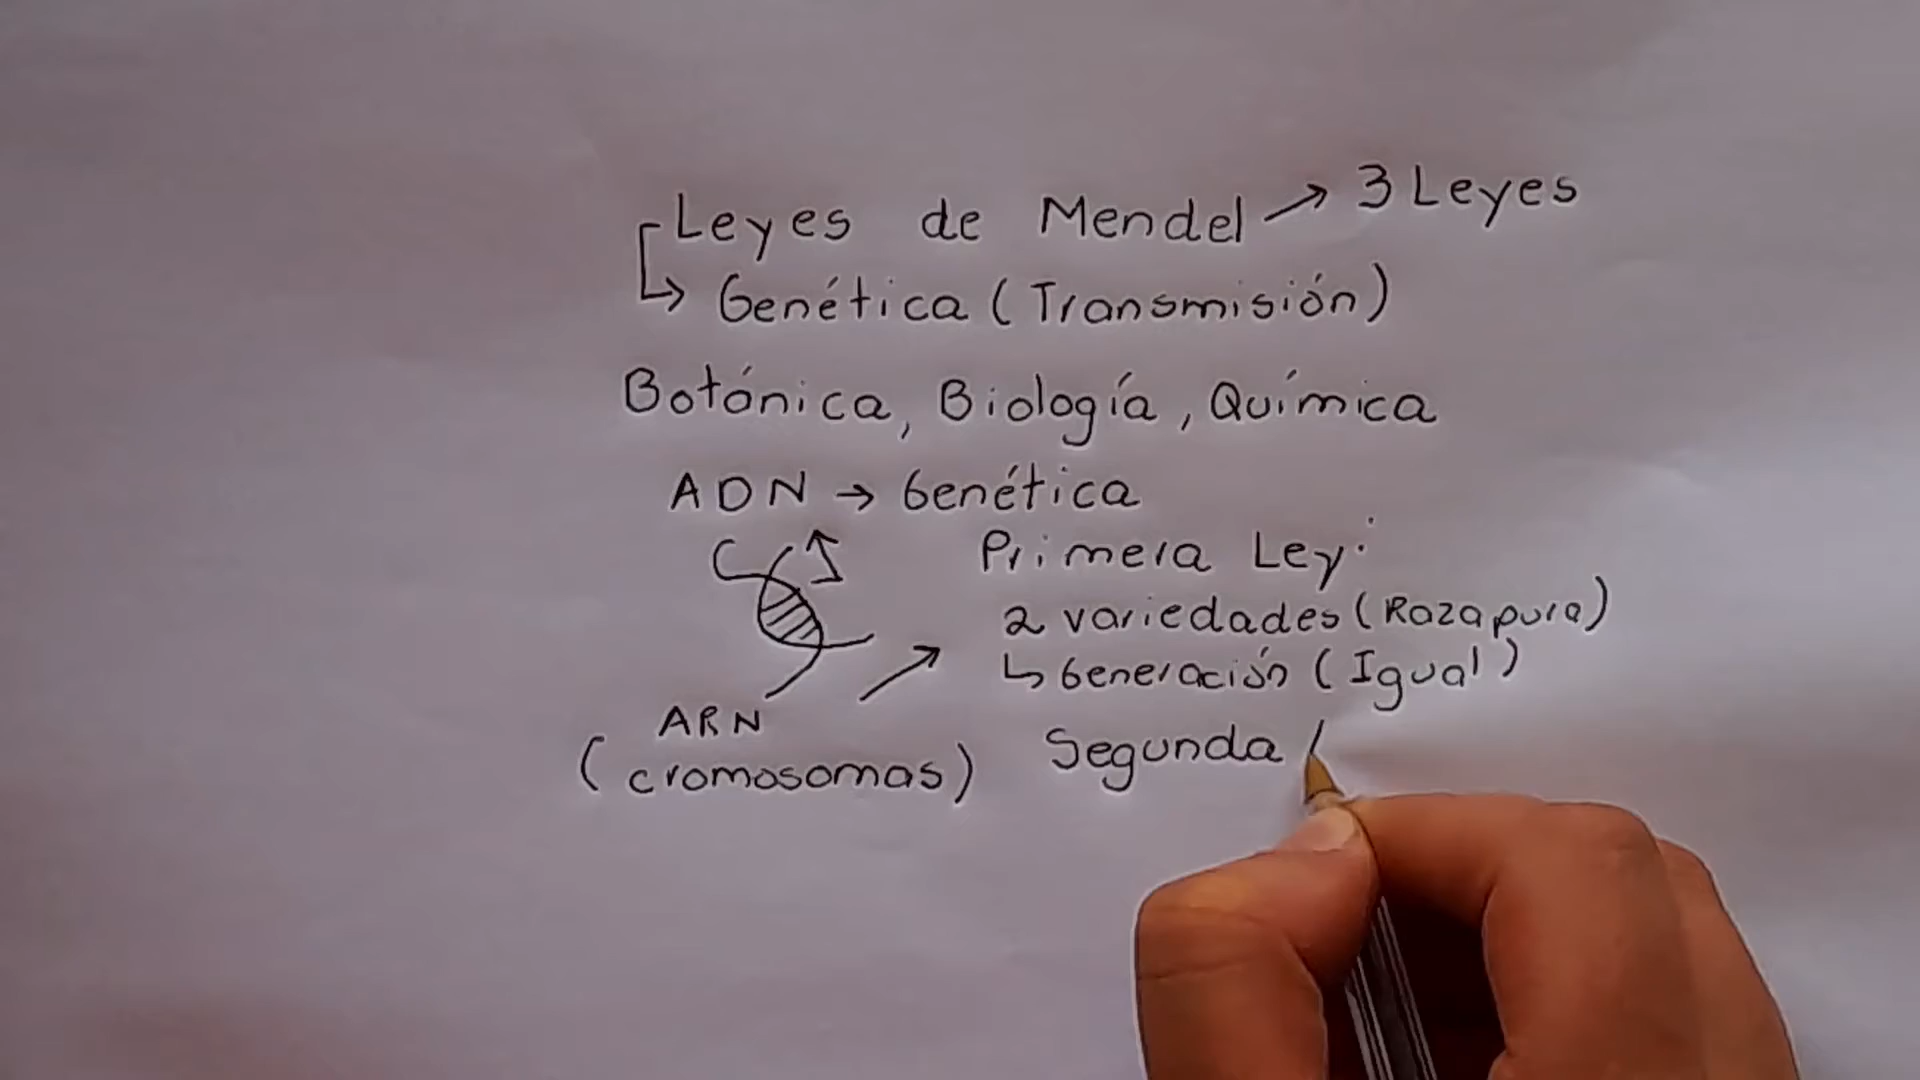 Leyes de Mendel → 3 Leyes
↳ Genética (Transmisión)
Botánica, Biología, Química
ADN → Genética
Primera Ley:
2 variedades (Raza pura)
↳ Generación (Igual)
ARN
(cromosomas)
Segunda